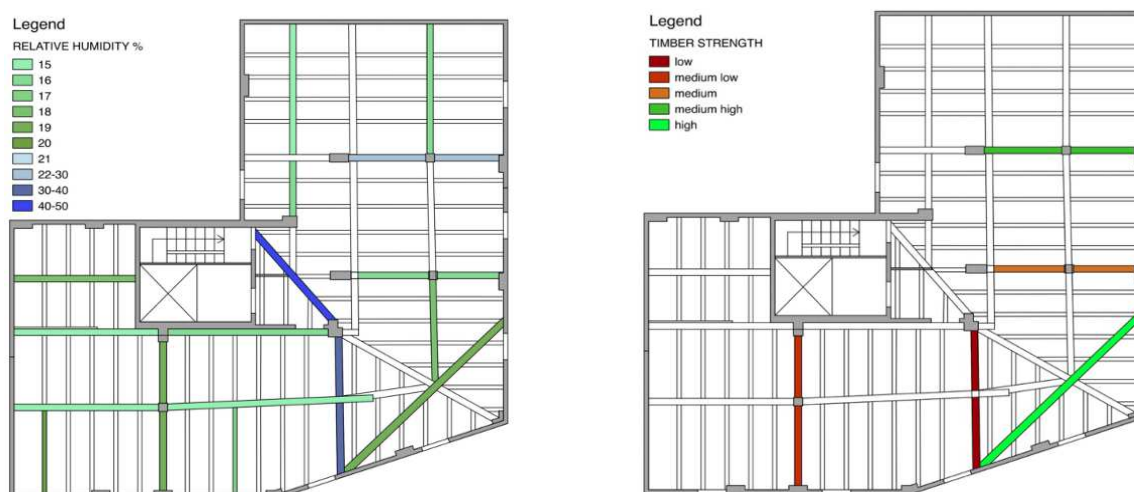 Legend
RELATIVE HUMIDITY %
15
16
17
18
19
20
21
22-30
30-40
40-50
Legend
TIMBER STRENGTH
low
medium low
medium
medium high
high